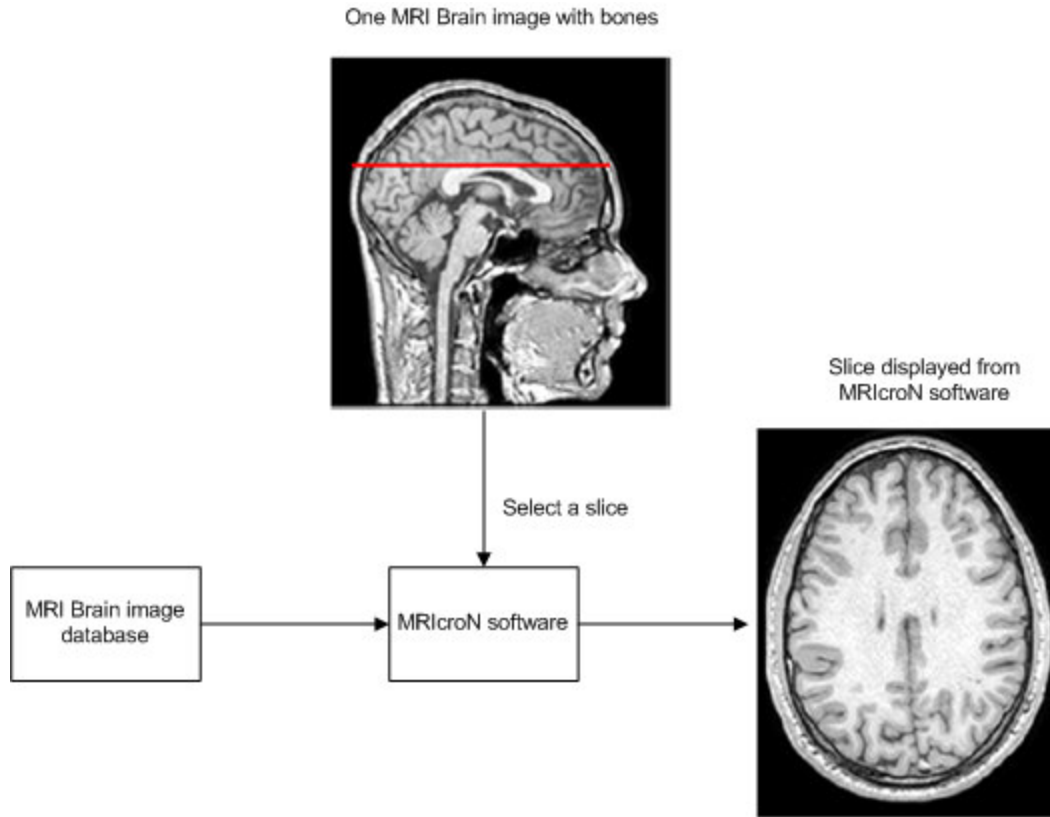 One MRI Brain image with bones
Slice displayed from
MRIcroN software
Select a slice
MRI Brain image
database
MRIcroN software